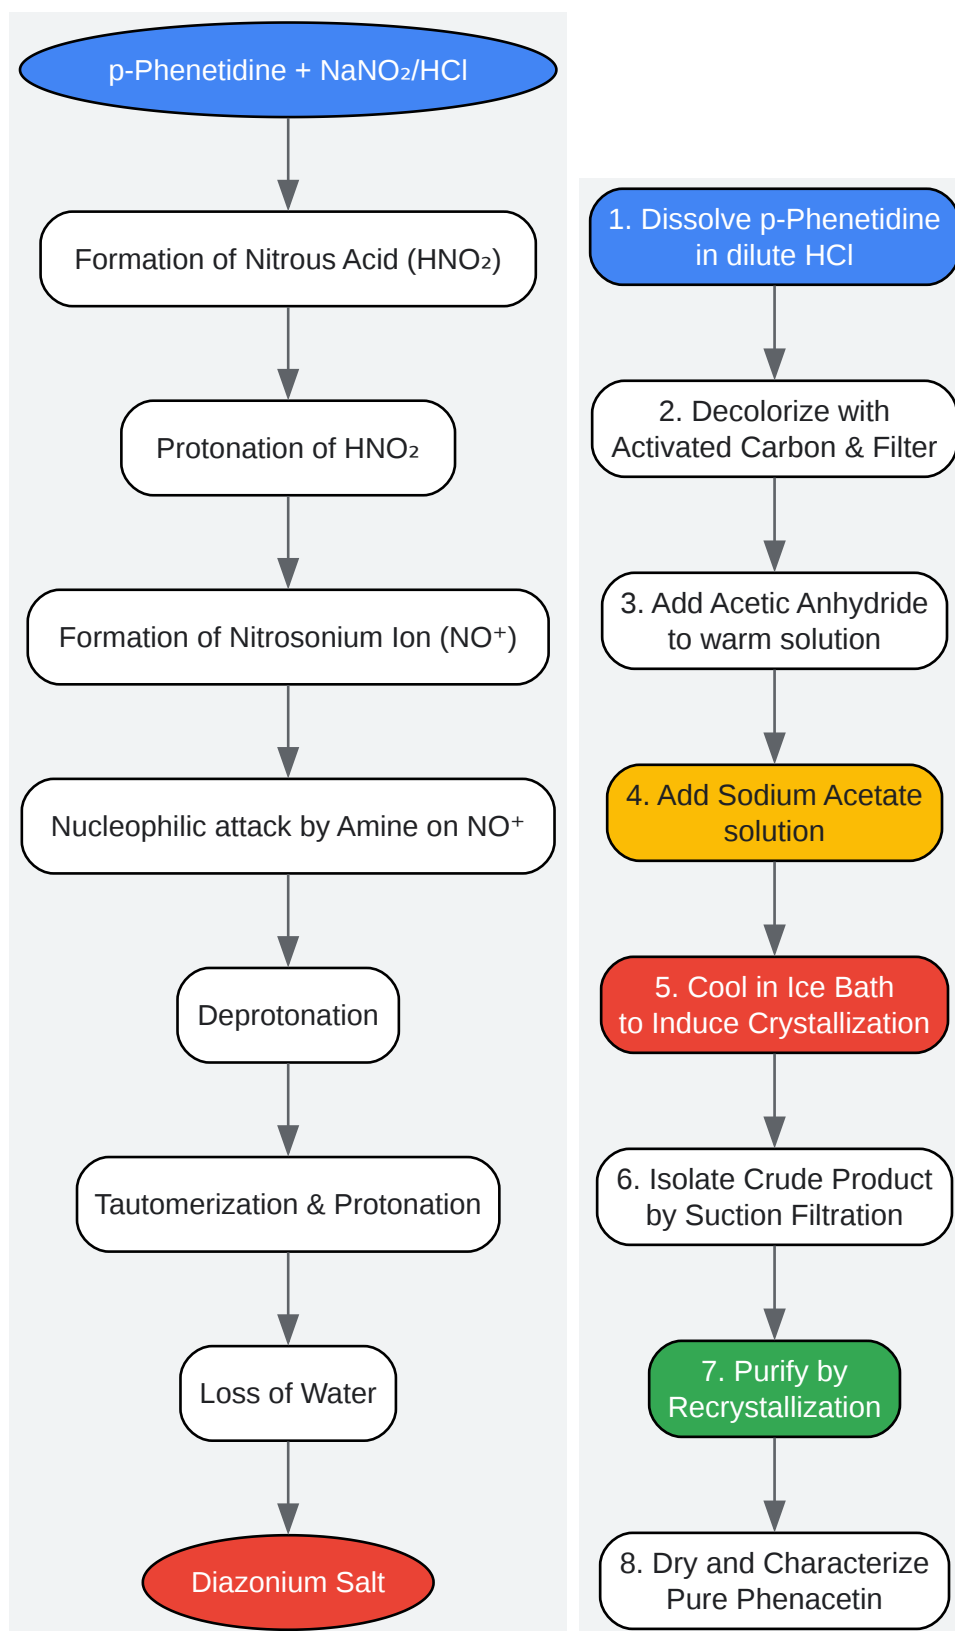 p-Phenetidine + NaNO₂/HCl
Formation of Nitrous Acid (HNO₂)
Protonation of HNO₂
Formation of Nitrosonium Ion (NO⁺)
Nucleophilic attack by Amine on NO⁺
Deprotonation
Tautomerization & Protonation
Loss of Water
Diazonium Salt
1. Dissolve p-Phenetidine
in dilute HCl
2. Decolorize with
Activated Carbon & Filter
3. Add Acetic Anhydride
to warm solution
4. Add Sodium Acetate
solution
5. Cool in Ice Bath
to Induce Crystallization
6. Isolate Crude Product
by Suction Filtration
7. Purify by
Recrystallization
8. Dry and Characterize
Pure Phenacetin